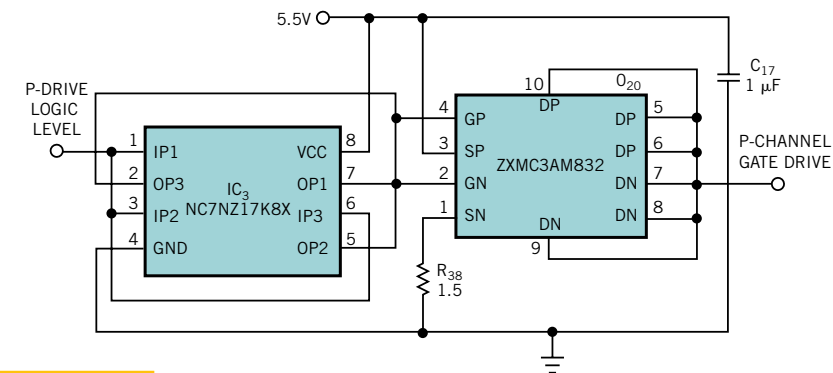 5.5V
C17
1 µF
P-DRIVE
LOGIC
LEVEL
10
O20
DP
4
GP
DP
5
3
SP
DP
6
ZXMC3AM832
P-CHANNEL
GATE DRIVE
2
GN
DN
7
1
SN
DN
8
DN
9
1
IP1
VCC
8
2
OP3
OP1
7
IC3
NC7NZ17K8X
3
IP2
IP3
6
4
GND
OP2
5
R38
1.5